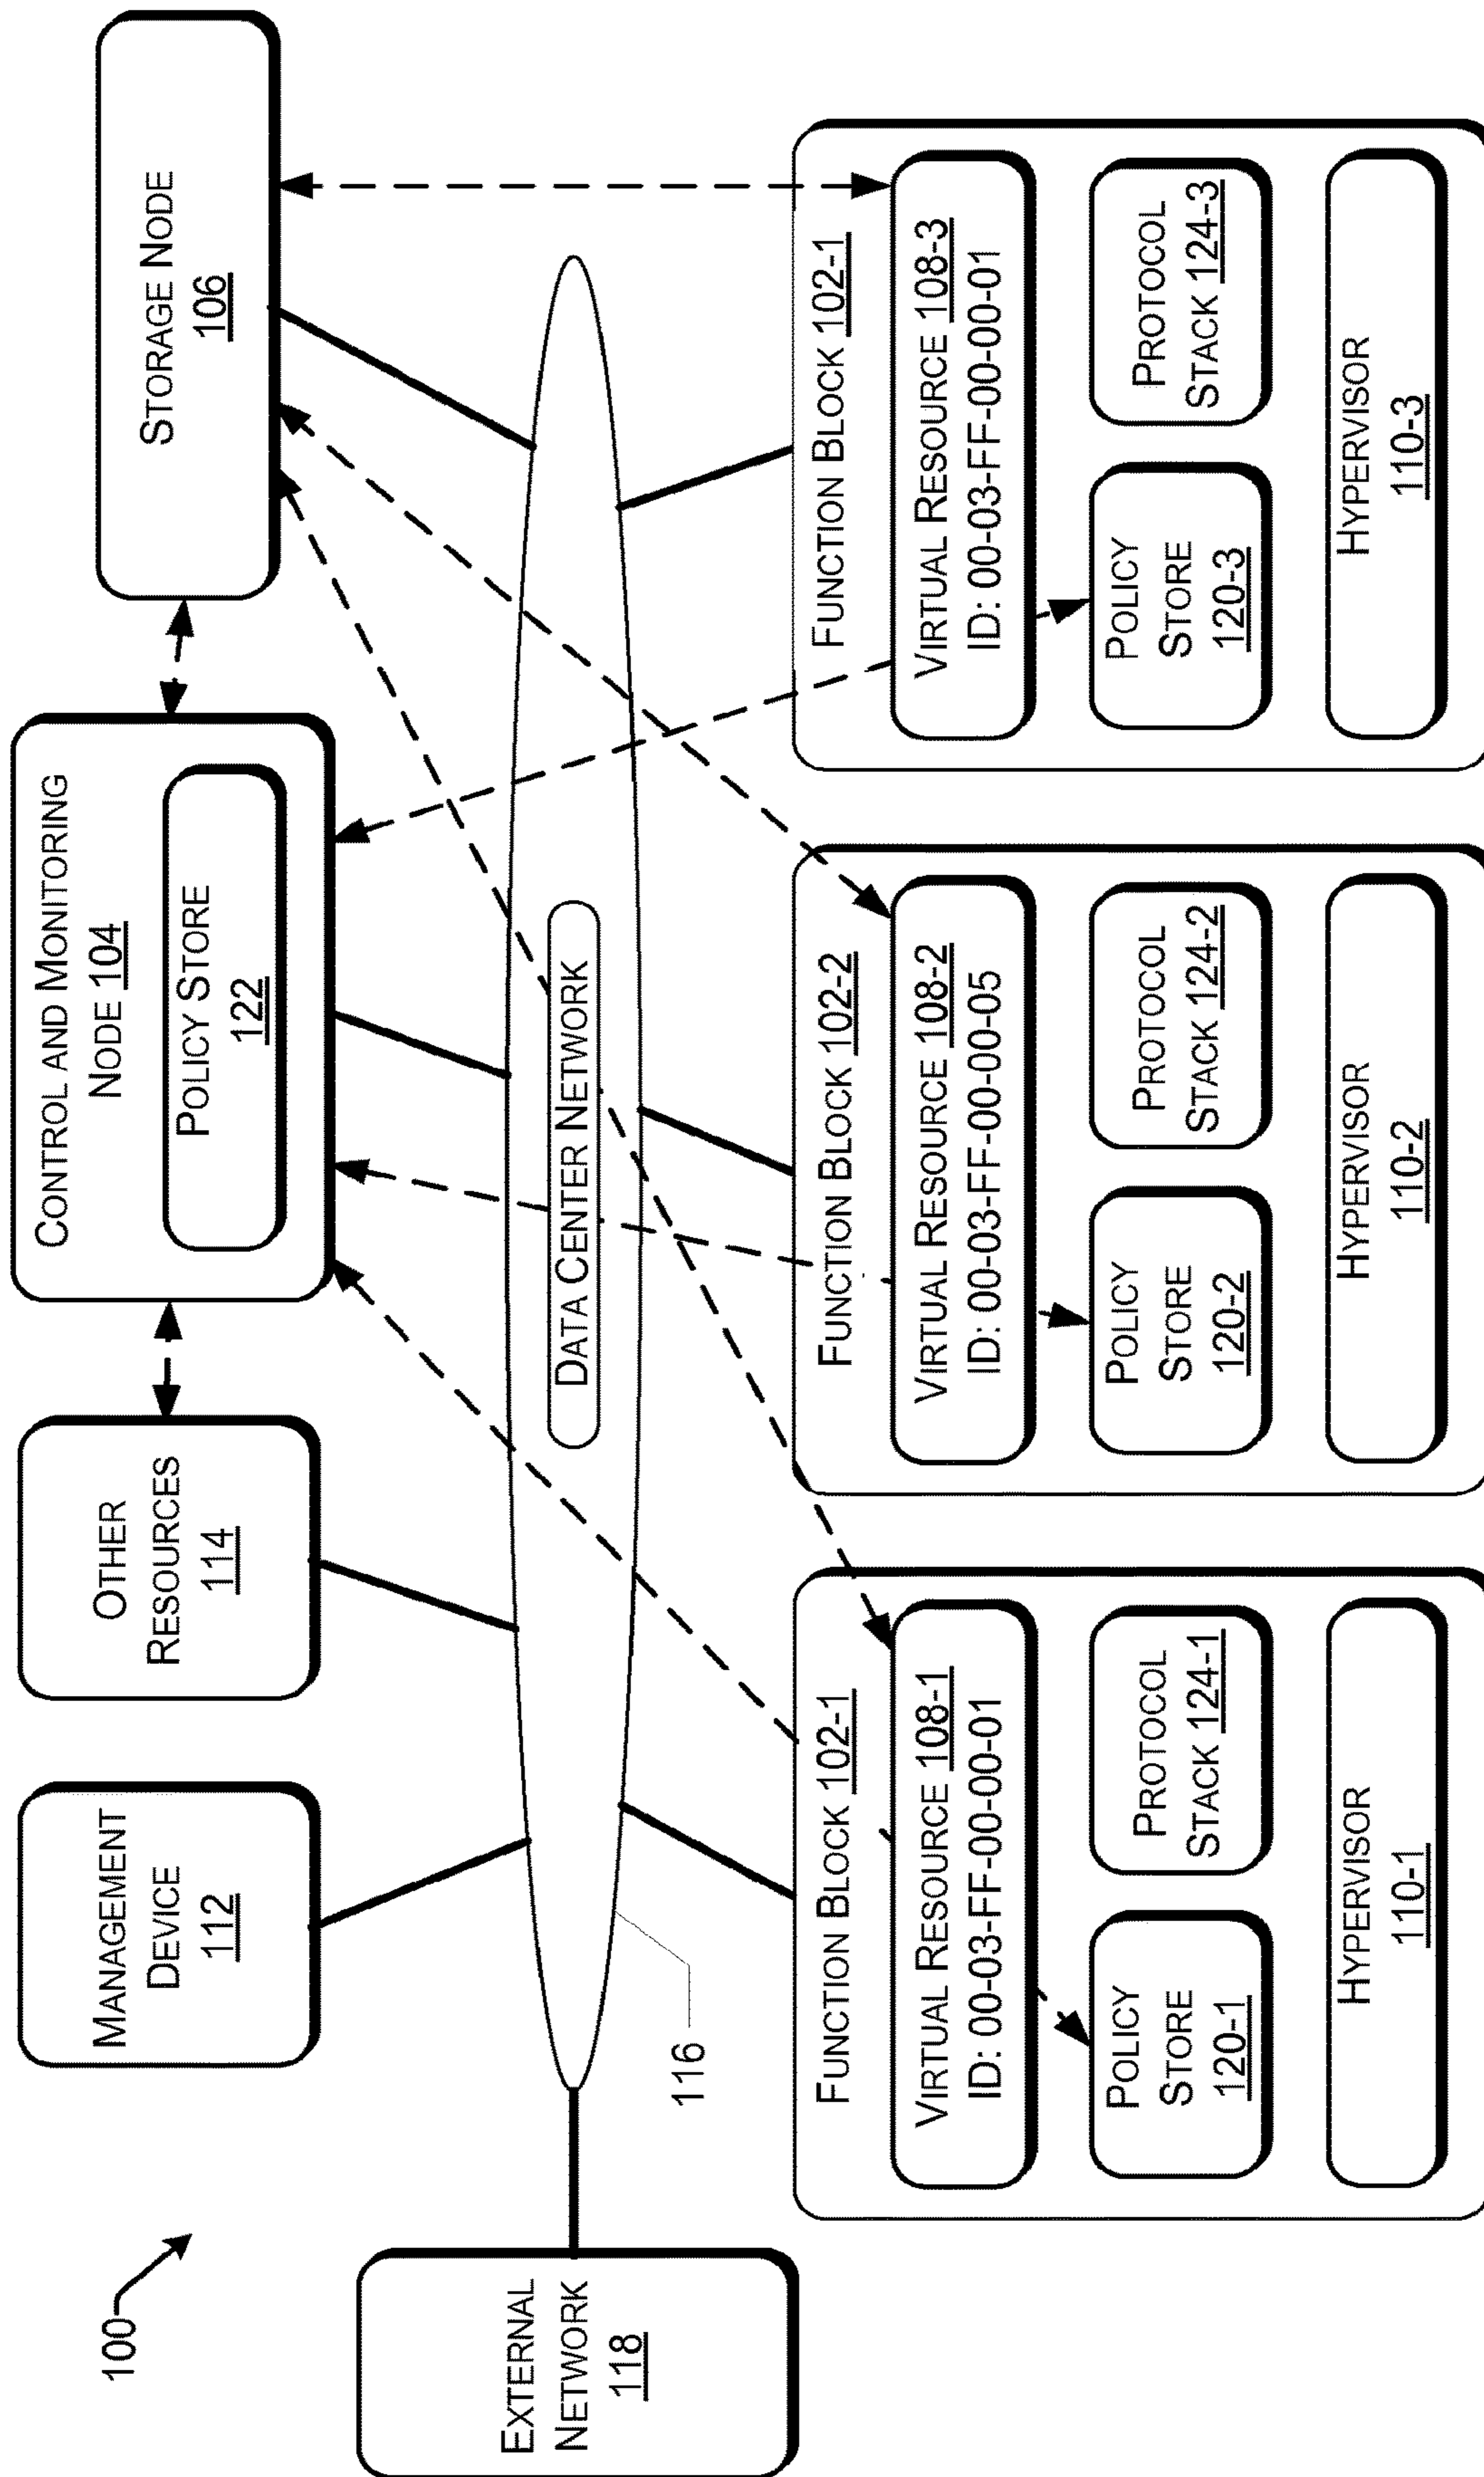 100
MANAGEMENT
DEVICE
112
OTHER
RESOURCES
114
CONTROL AND MONITORING
NODE 104
POLICY STORE
122
STORAGE NODE
106
EXTERNAL
NETWORK
118
DATA CENTER NETWORK
116
FUNCTION BLOCK 102-1
VIRTUAL RESOURCE 108-1
ID: 00-03-FF-00-00-01
POLICY
STORE
120-1
PROTOCOL
STACK 124-1
HYPERVISOR
110-1
FUNCTION BLOCK 102-2
VIRTUAL RESOURCE 108-2
ID: 00-03-FF-00-00-05
POLICY
STORE
120-2
PROTOCOL
STACK 124-2
HYPERVISOR
110-2
FUNCTION BLOCK 102-1
VIRTUAL RESOURCE 108-3
ID: 00-03-FF-00-00-01
POLICY
STORE
120-3
PROTOCOL
STACK 124-3
HYPERVISOR
110-3